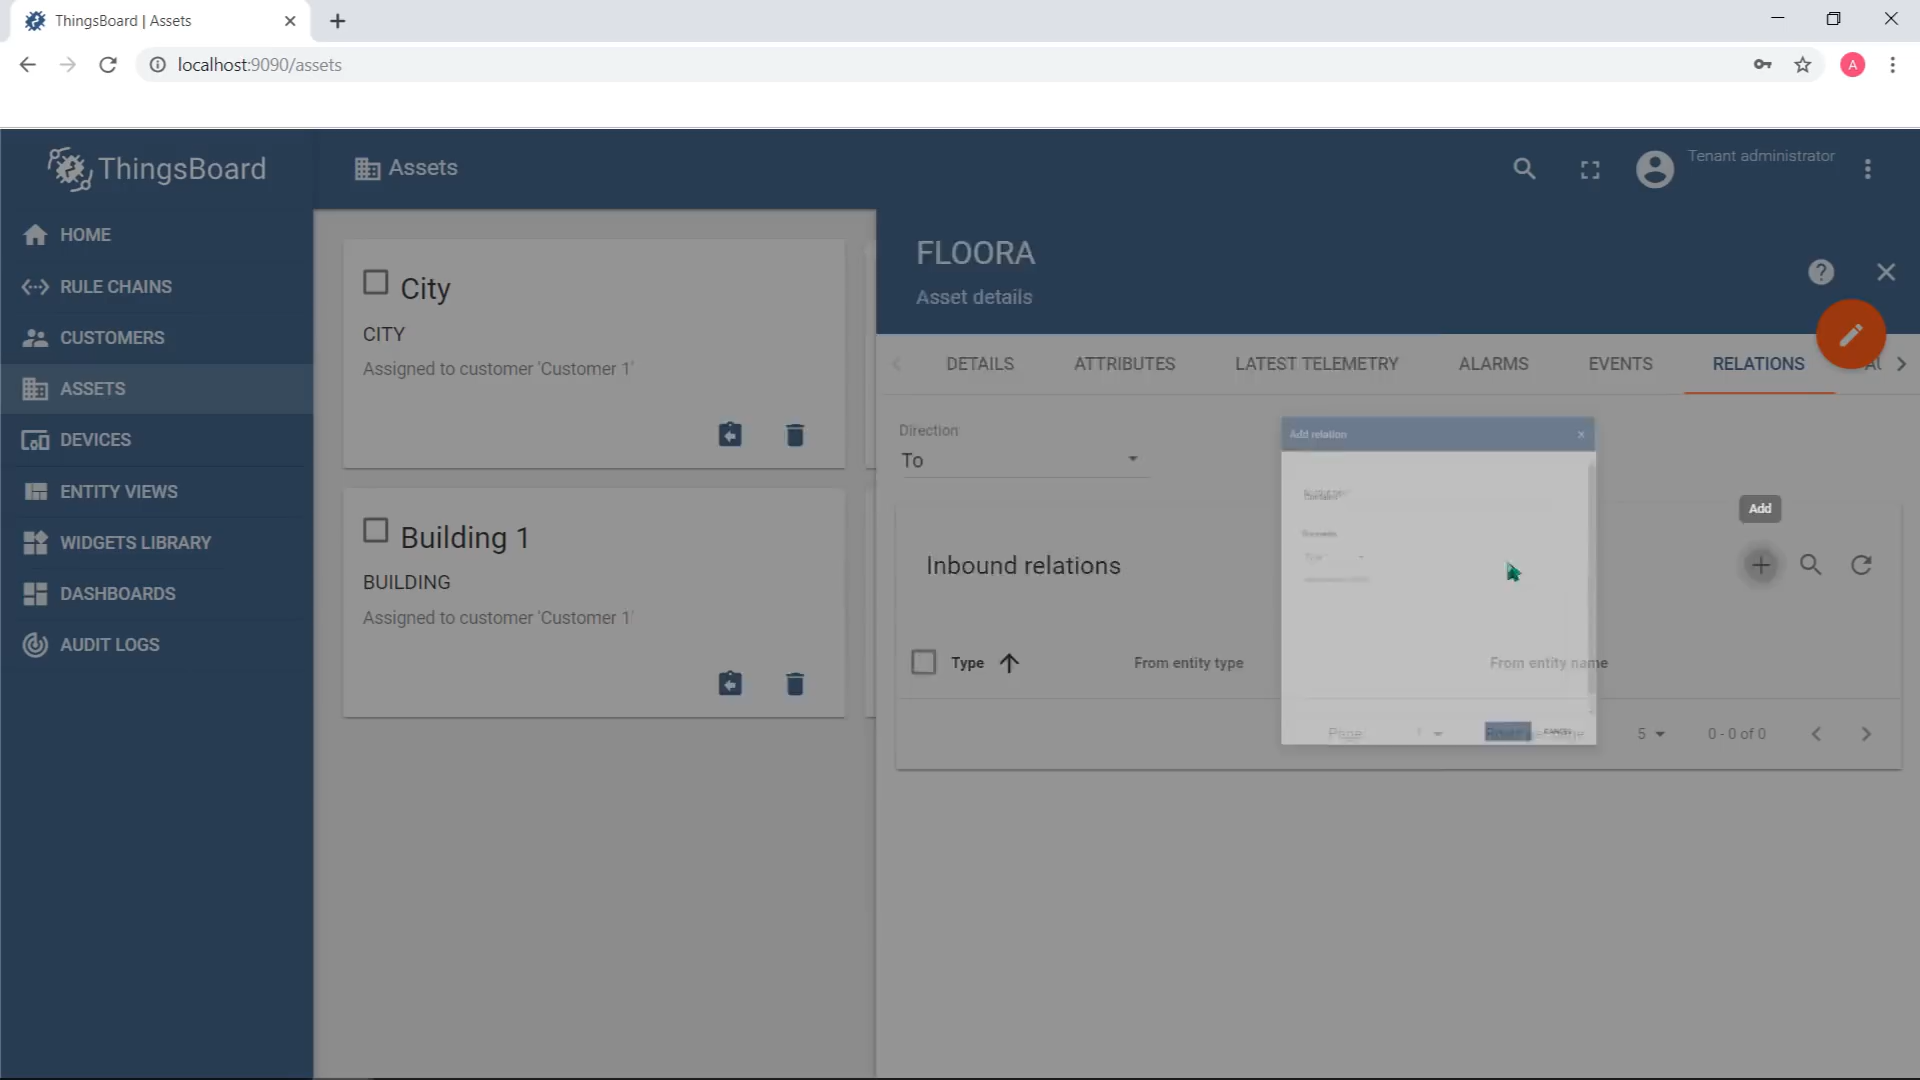 ThingsBoard | Assets
localhost:9090/assets
A
ThingsBoard
Assets
Tenant administrator
HOME
RULE CHAINS
CUSTOMERS
ASSETS
DEVICES
ENTITY VIEWS
WIDGETS LIBRARY
DASHBOARDS
AUDIT LOGS
City
CITY
Assigned to customer 'Customer 1'
Building 1
BUILDING
Assigned to customer 'Customer 1'
FLOORA
Asset details
DETAILS
ATTRIBUTES
LATEST TELEMETRY
ALARMS
EVENTS
RELATIONS
AU
Direction
To
Add relation
Add
Inbound relations
Type
From entity type
From entity name
Page
1
5
0 - 0 of 0